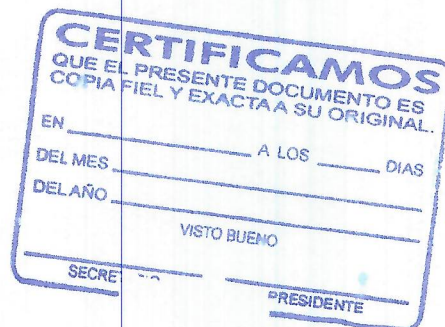 CERTIFICAMOS
QUE EL PRESENTE DOCUMENTO ES
COPIA FIEL Y EXACTA A SU ORIGINAL.
EN A LOS DIAS
DEL MES
DEL AÑO
VISTO BUENO
PRESIDENTE